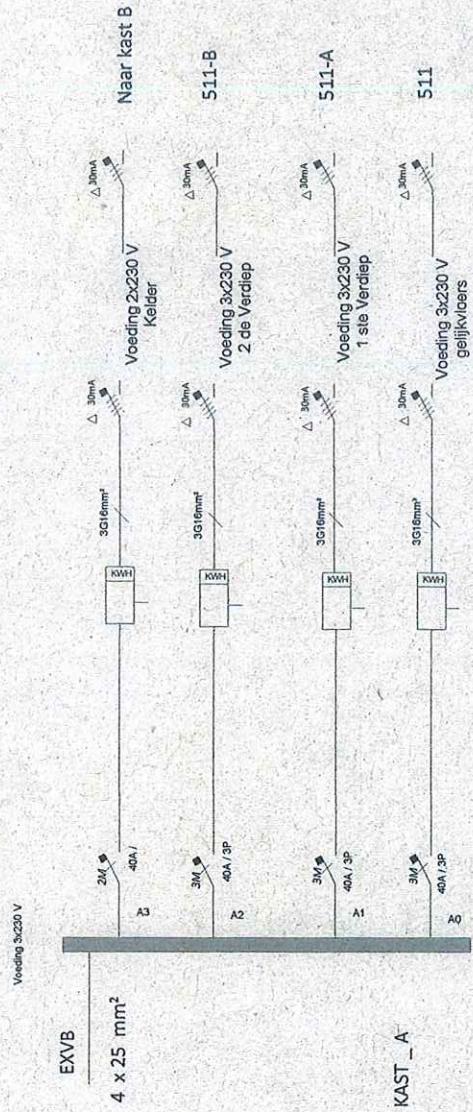 Voeding 3x230 V
EXVB
4 x 25 mm²
KAST _ A
A3
2M
40A /
KWH
3G16mm²
Δ 30mA
Voeding 2x230 V
Kelder
Δ 30mA
Naar kast B
A2
3M
40A / 3P
KWH
3G16mm²
Δ 30mA
Voeding 3x230 V
2 de Verdiep
Δ 30mA
511-B
A1
3M
40A / 3P
KWH
3G16mm²
Δ 30mA
Voeding 3x230 V
1 ste Verdiep
Δ 30mA
511-A
A0
3M
40A / 3P
KWH
3G16mm²
Δ 30mA
Voeding 3x230 V
gelijkvloers
Δ 30mA
511